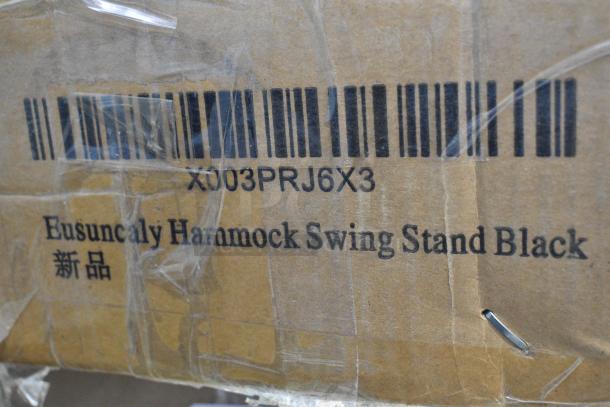 X003PRJ6X3
Eusuncaly Hammock Swing Stand Black
新品